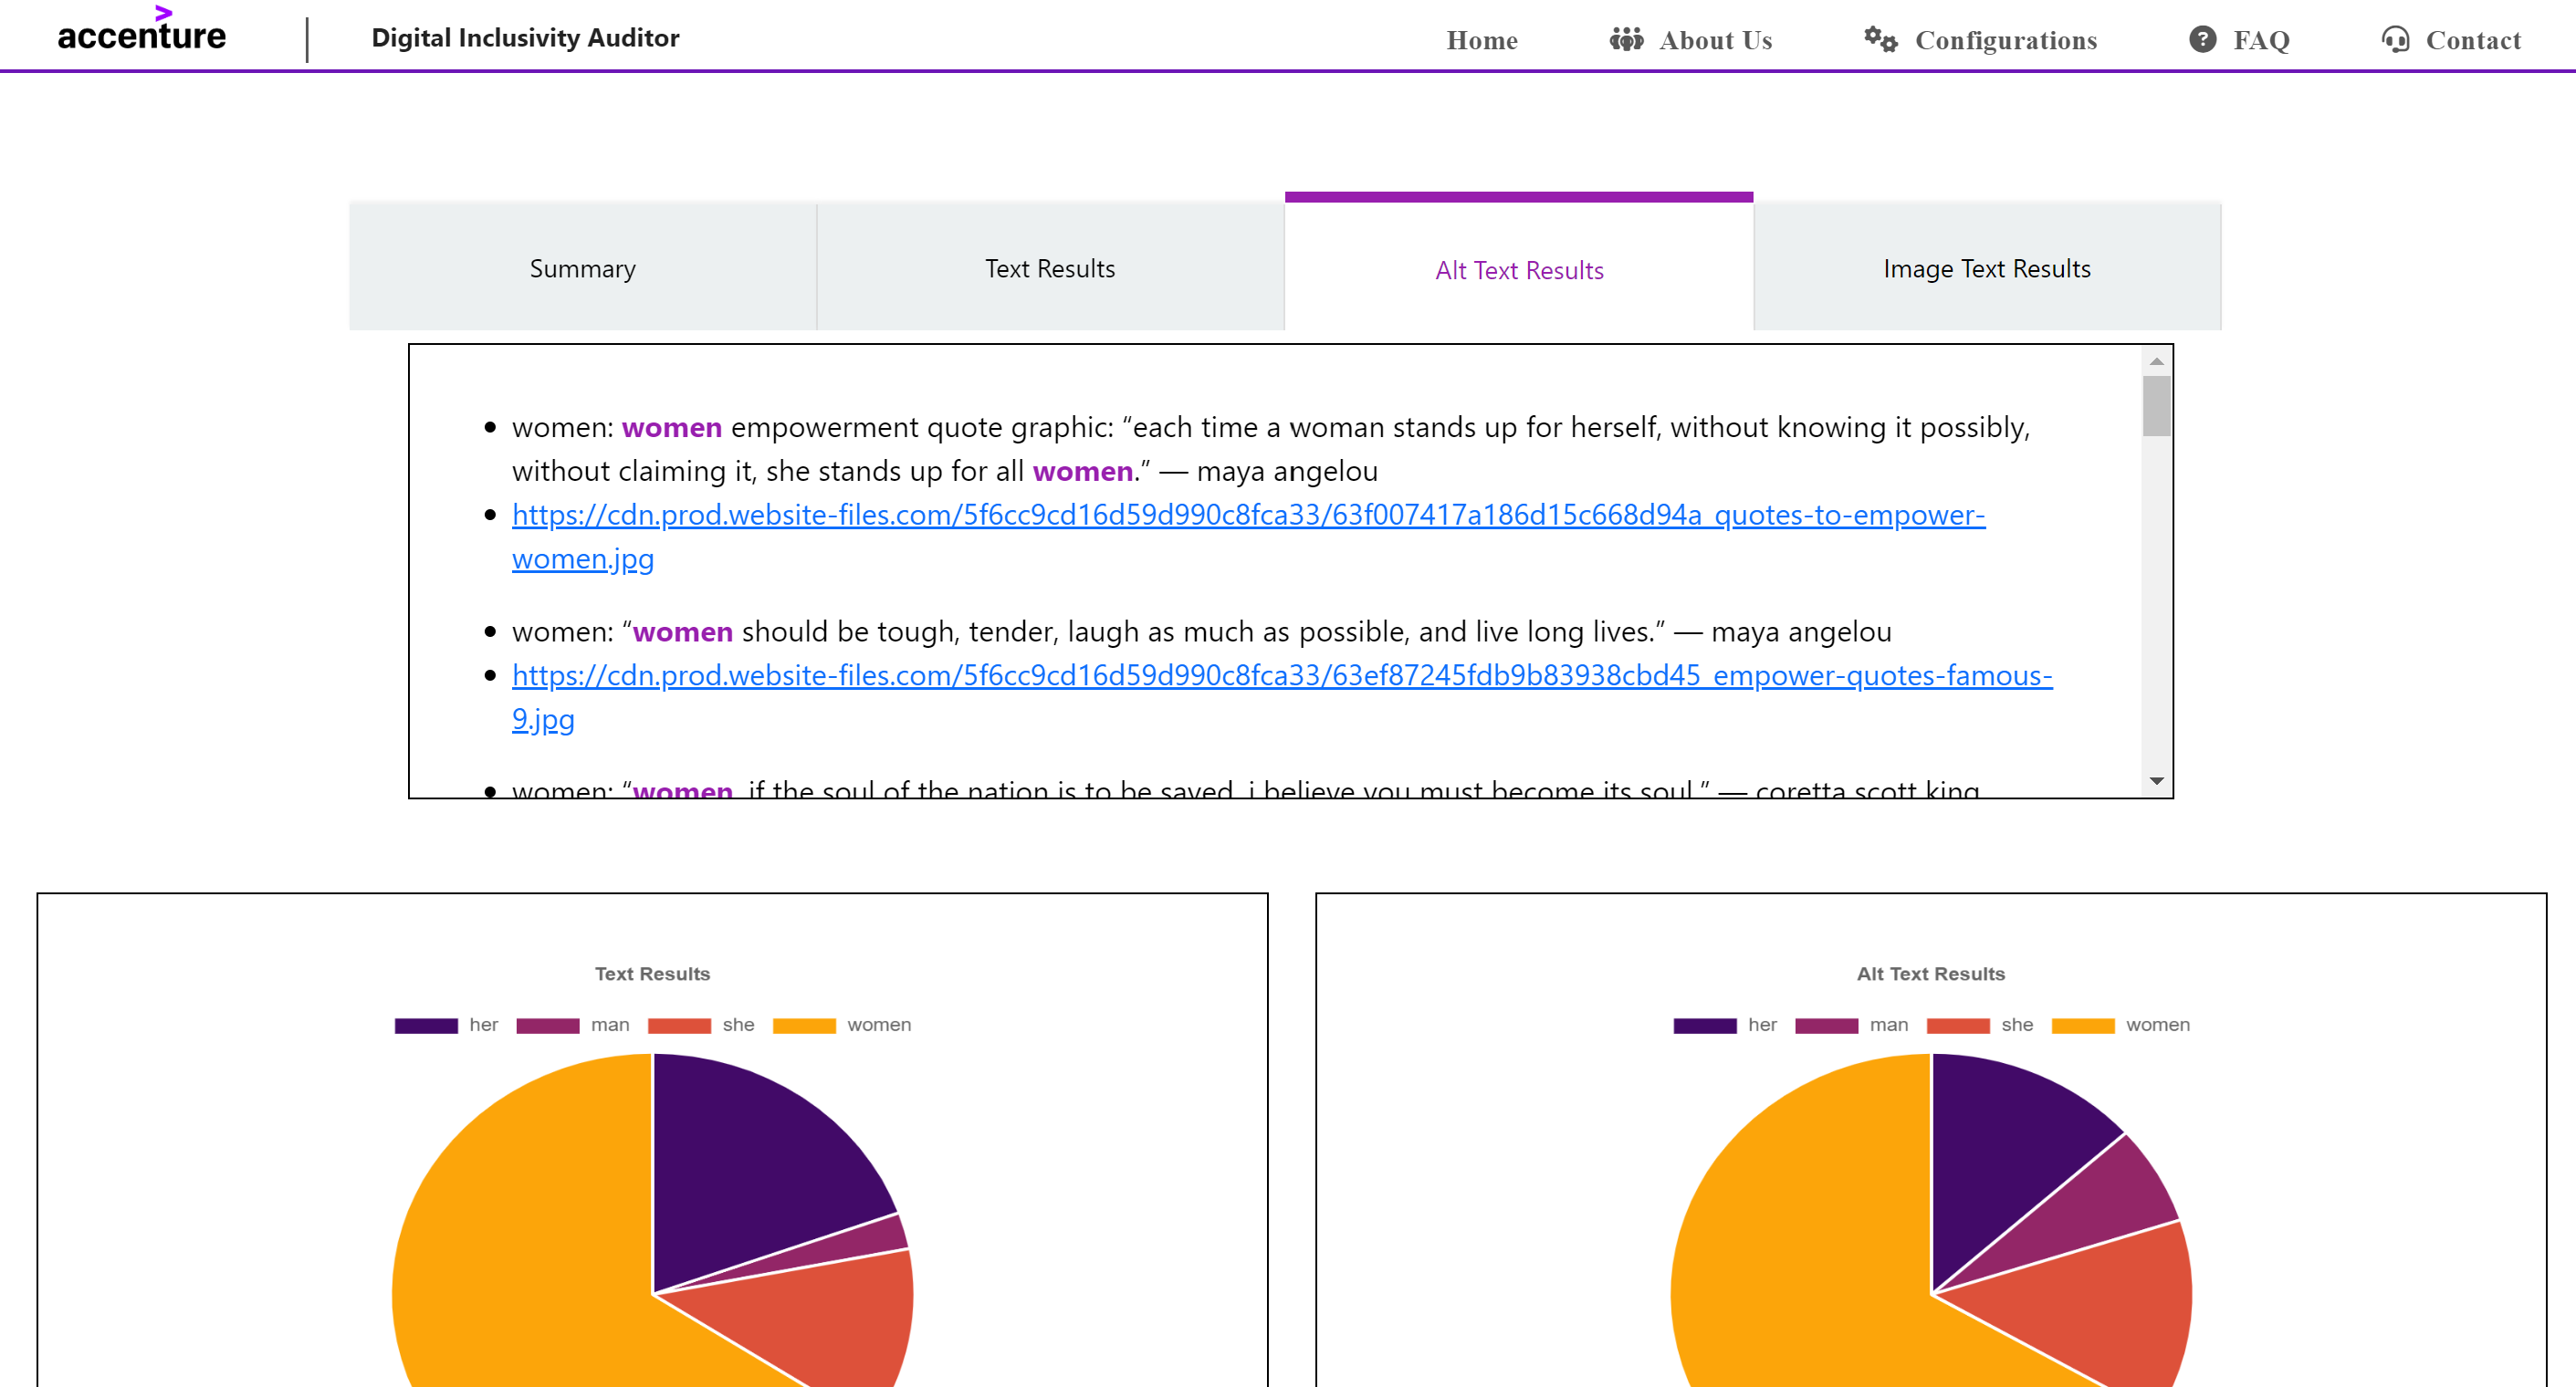 accenture
Digital Inclusivity Auditor
Home
About Us
Configurations
FAQ
Contact
Summary
Text Results
Alt Text Results
Image Text Results
women: women empowerment quote graphic: “each time a woman stands up for herself, without knowing it possibly,
without claiming it, she stands up for all women.” — maya angelou
https://cdn.prod.website-files.com/5f6cc9cd16d59d990c8fca33/63f007417a186d15c668d94a_quotes-to-empower-
women.jpg
women: “women should be tough, tender, laugh as much as possible, and live long lives.” — maya angelou
https://cdn.prod.website-files.com/5f6cc9cd16d59d990c8fca33/63ef87245fdb9b83938cbd45_empower-quotes-famous-
9.jpg
women: “women, if the soul of the nation is to be saved, i believe you must become its soul.” — coretta scott king
Text Results
her
man
she
women
Alt Text Results
her
man
she
women